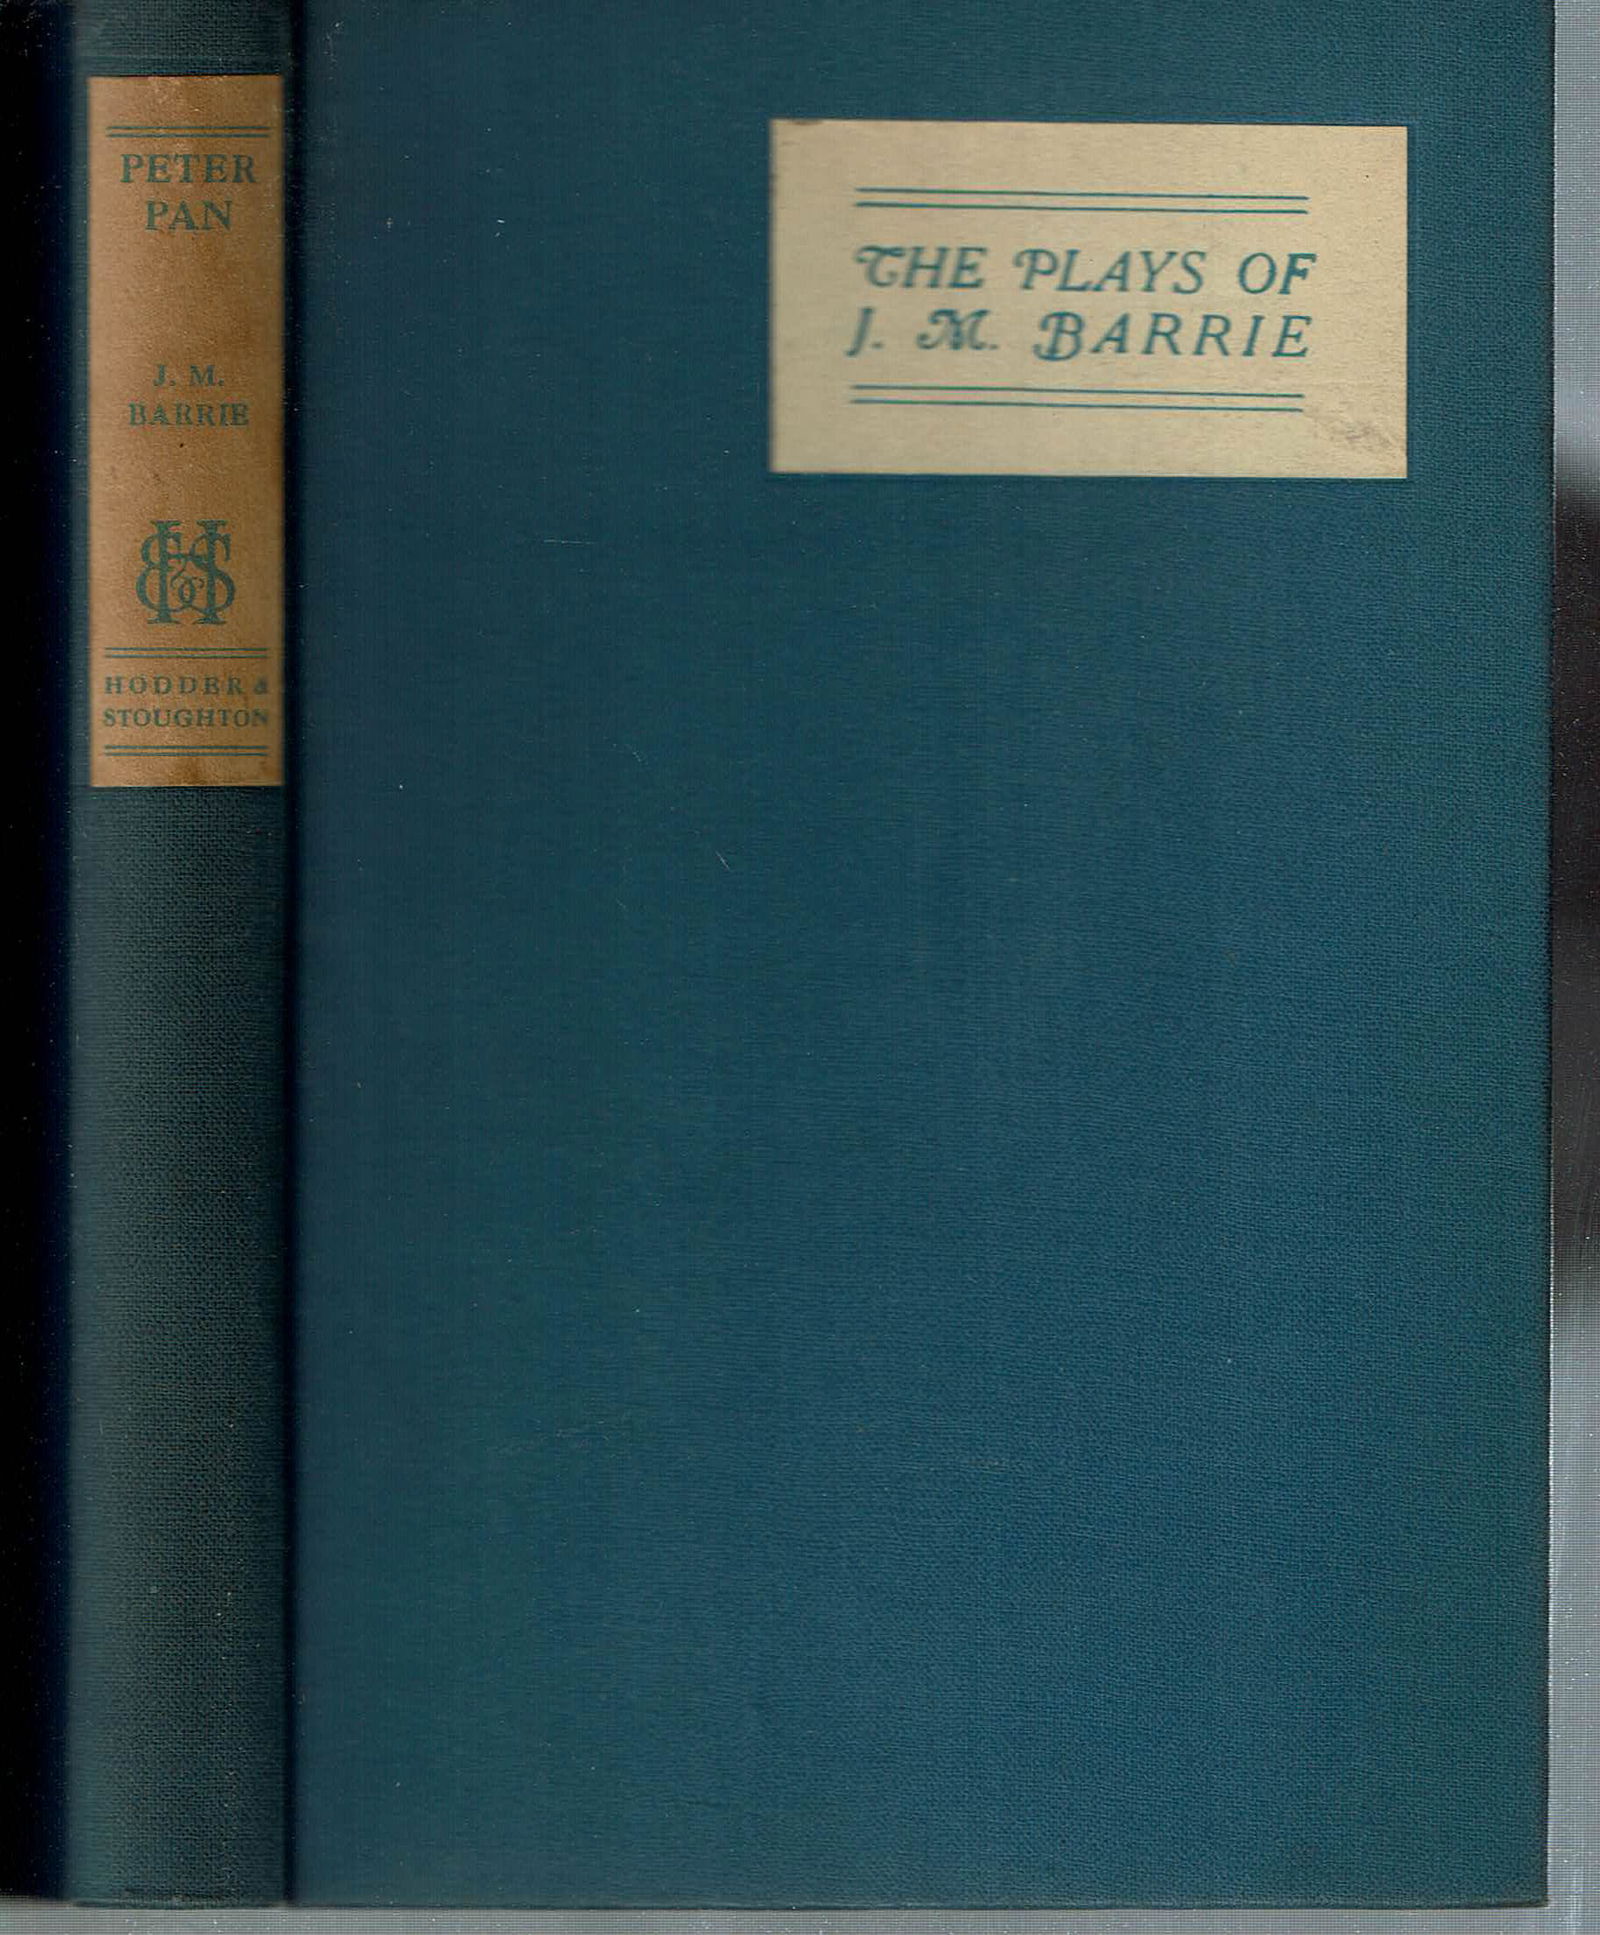 PETER
PAN
J. M.
BARRIE
H&S
HODDER &
STOUGHTON
THE PLAYS OF
J. M. BARRIE